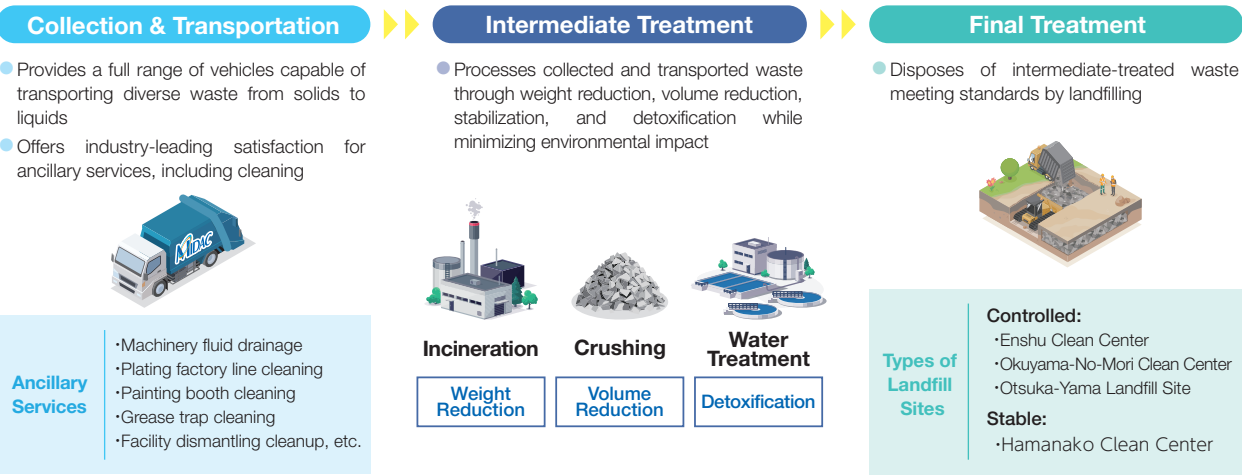 Collection & Transportation
Provides a full range of vehicles capable of
transporting diverse waste from solids to
liquids
Offers industry-leading satisfaction for
ancillary services, including cleaning
MIDAC
Ancillary
Services
・Machinery fluid drainage
・Plating factory line cleaning
・Painting booth cleaning
・Grease trap cleaning
・Facility dismantling cleanup, etc.
Intermediate Treatment
Processes collected and transported waste
through weight reduction, volume reduction,
stabilization, and detoxification while
minimizing environmental impact
Incineration
Weight
Reduction
Crushing
Volume
Reduction
Water
Treatment
Detoxification
Final Treatment
Disposes of intermediate-treated waste
meeting standards by landfilling
Types of
Landfill
Sites
Controlled:
・Enshu Clean Center
・Okuyama-No-Mori Clean Center
・Otsuka-Yama Landfill Site
Stable:
・Hamanako Clean Center